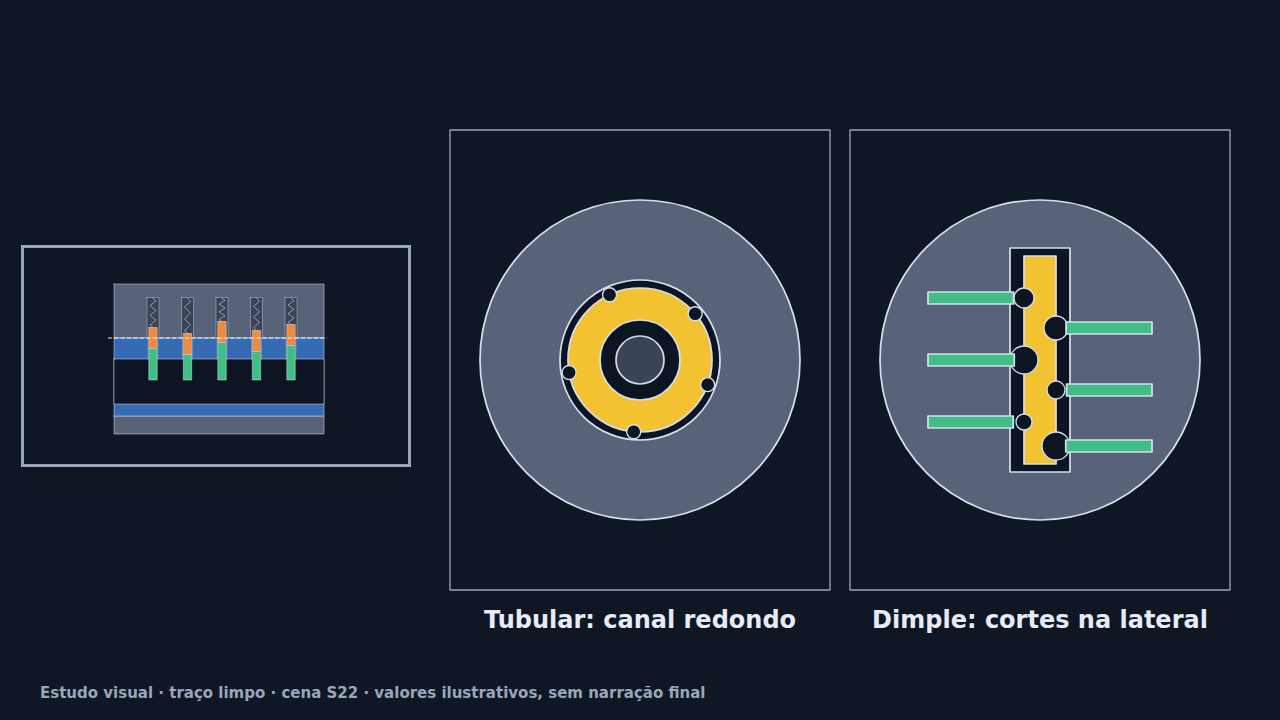 Tubular: canal redondo
Dimple: cortes na lateral
Estudo visual · traço limpo · cena S22 · valores ilustrativos, sem narração final